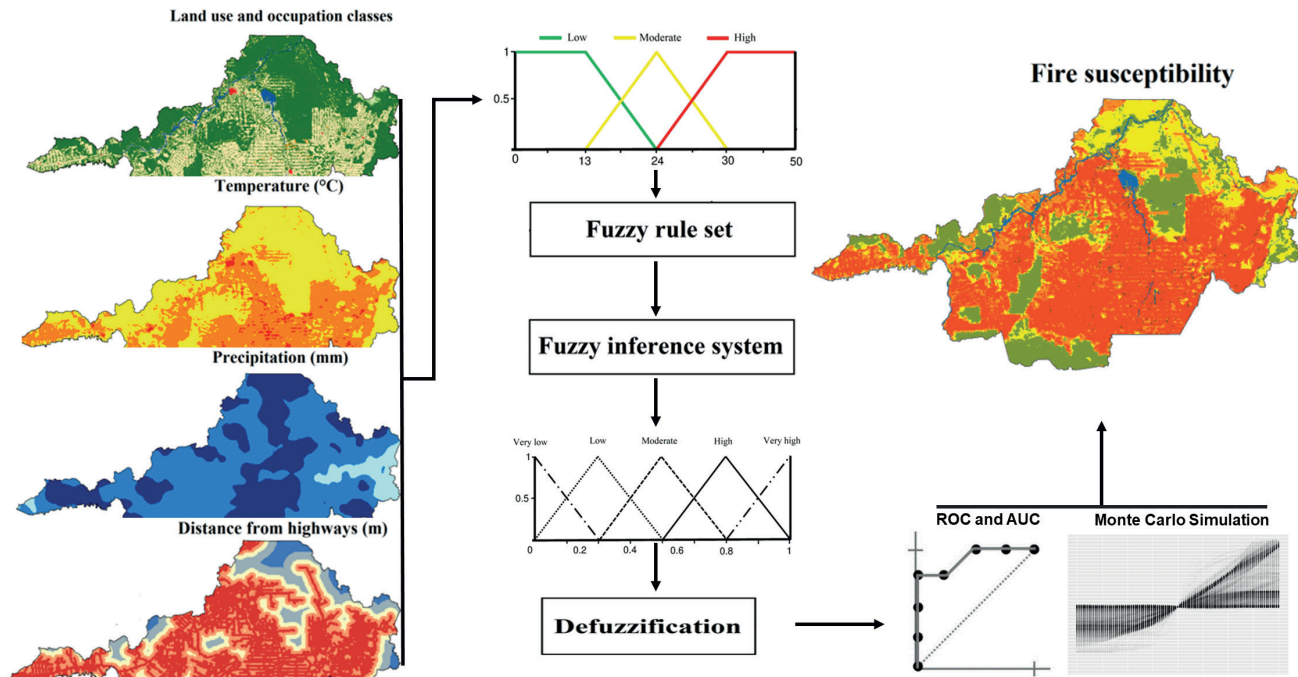 Land use and occupation classes
Temperature (°C)
Precipitation (mm)
Distance from highways (m)
Low Moderate High
1
0.5
0 13 24 30 50
Fuzzy rule set
Fuzzy inference system
Very low Low Moderate High Very high
1
0.5
0 0.2 0.4 0.6 0.8 1
Defuzzification
Fire susceptibility
ROC and AUC
Monte Carlo Simulation